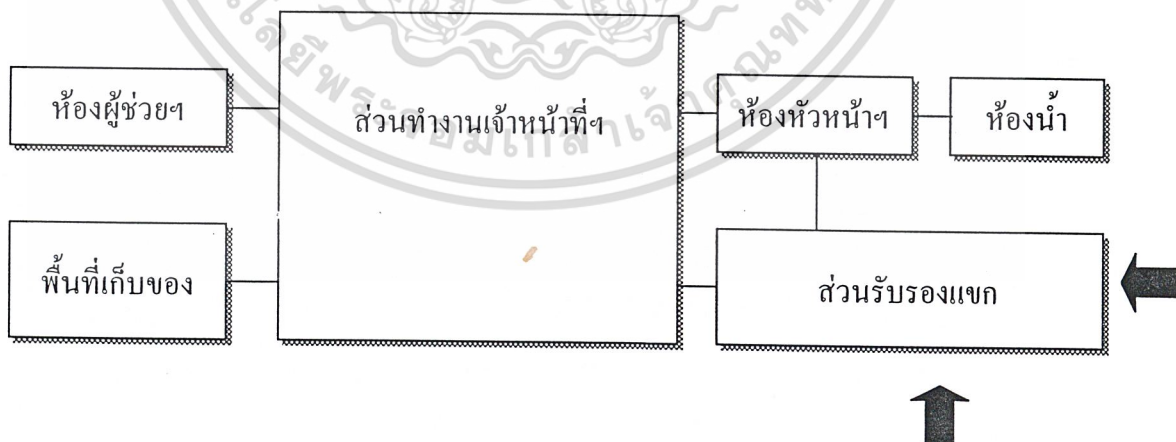 ห้องผู้ช่วยฯ
ส่วนทำงานเจ้าหน้าที่ฯ
ห้องหัวหน้าฯ
ห้องน้ำ
พื้นที่เก็บของ
ส่วนรับรองแขก